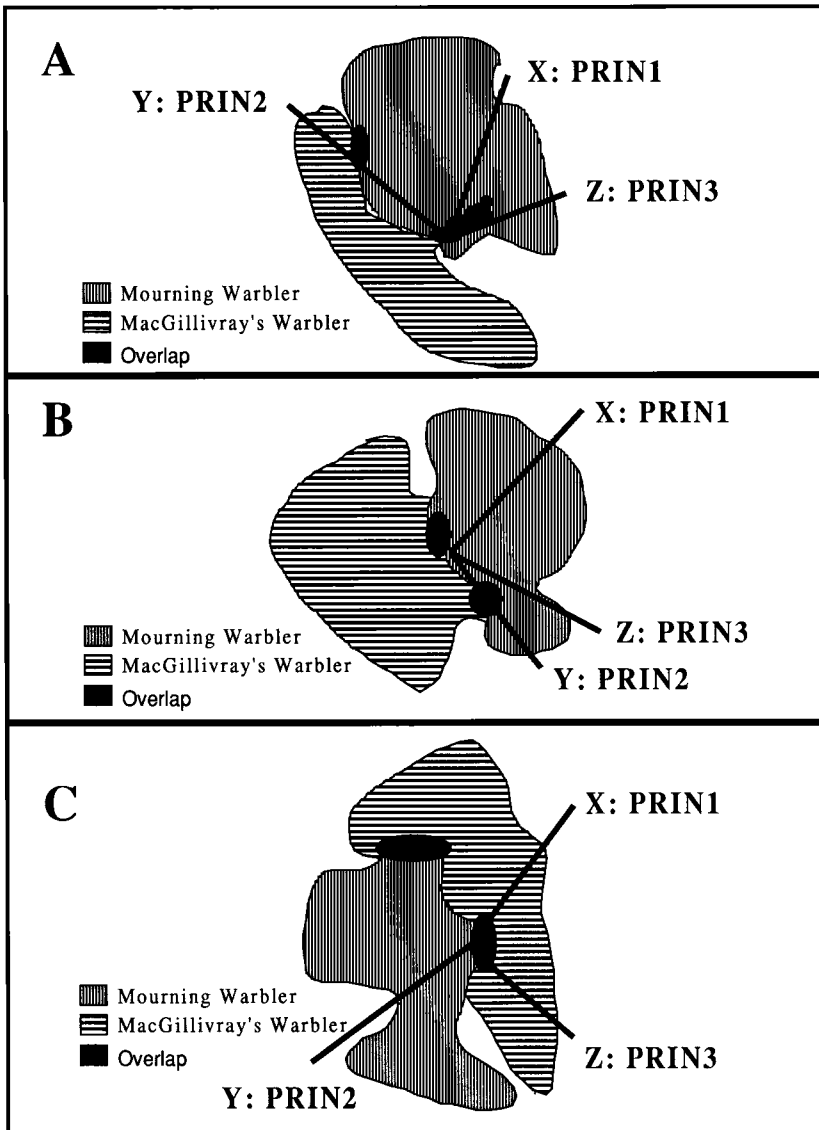 A
X: PRIN1
Y: PRIN2
Z: PRIN3
Mourning Warbler
MacGillivray's Warbler
Overlap
B
X: PRIN1
Mourning Warbler
MacGillivray's Warbler
Overlap
Z: PRIN3
Y: PRIN2
C
X: PRIN1
Mourning Warbler
MacGillivray's Warbler
Overlap
Z: PRIN3
Y: PRIN2